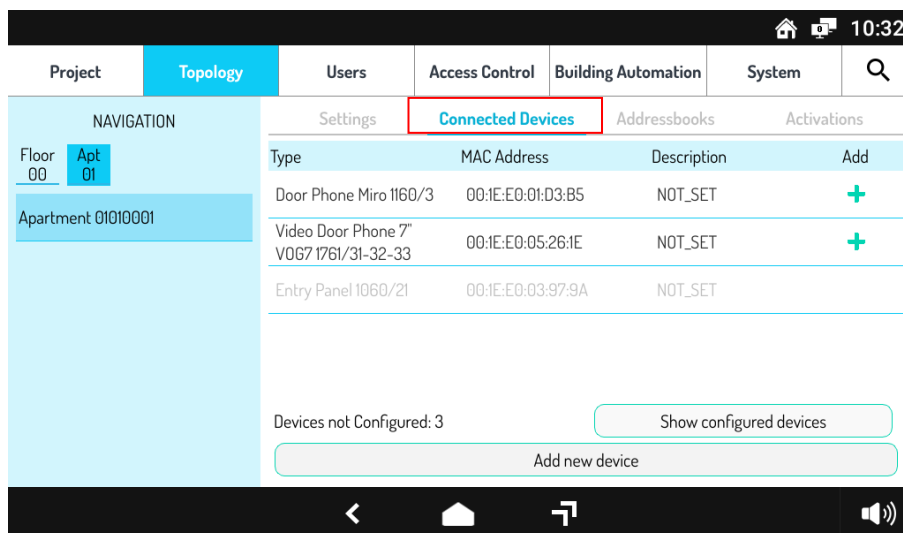 10:32
Project Topology Users Access Control Building Automation System
NAVIGATION
Settings Connected Devices Addressbooks Activations
Floor 00
Apt 01
Apartment 01010001
Type MAC Address Description Add
Door Phone Miro 1160/3 00:1E:E0:01:D3:B5 NOT_SET
Video Door Phone 7"
VOG7 1761/31-32-33 00:1E:E0:05:26:1E NOT_SET
Entry Panel 1060/21 00:1E:E0:03:97:9A NOT_SET
Devices not Configured: 3 Show configured devices
Add new device